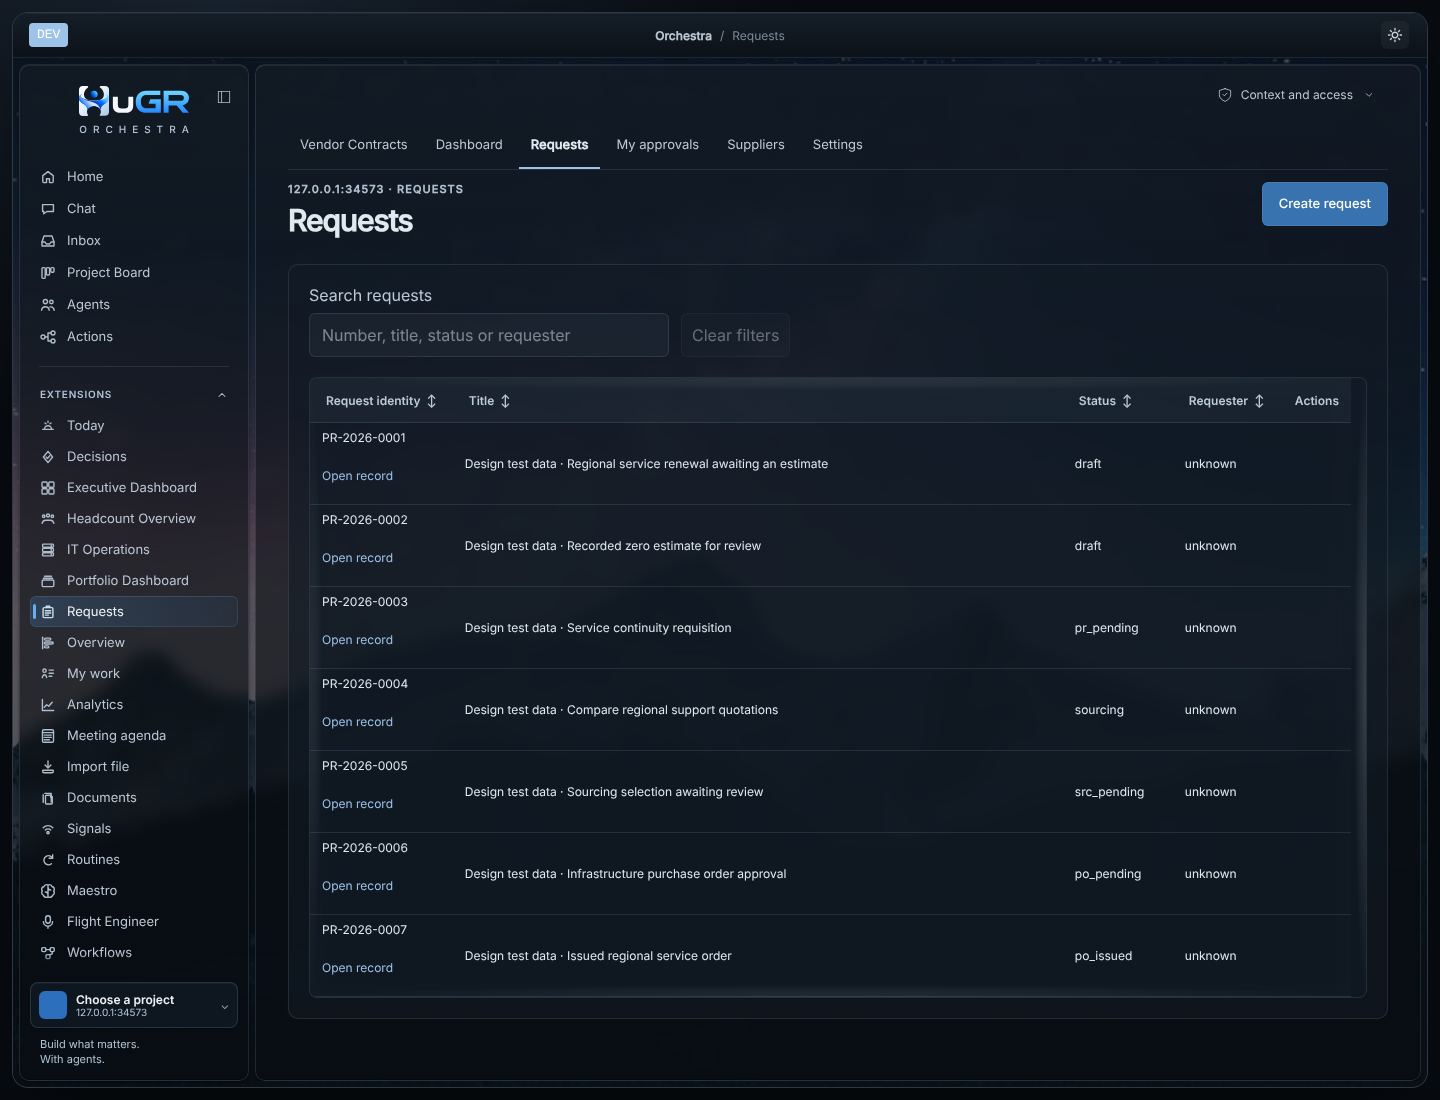 DEV
Orchestra / Requests
HuGR
ORCHESTRA
Context and access
Home
Chat
Inbox
Project Board
Agents
Actions
EXTENSIONS
Today
Decisions
Executive Dashboard
Headcount Overview
IT Operations
Portfolio Dashboard
Requests
Overview
My work
Analytics
Meeting agenda
Import file
Documents
Signals
Routines
Maestro
Flight Engineer
Workflows
Choose a project
127.0.0.1:34573
Build what matters.
With agents.
Vendor Contracts Dashboard Requests My approvals Suppliers Settings
127.0.0.1:34573 · REQUESTS
Requests
Create request
Search requests
Number, title, status or requester Clear filters
Request identity Title Status Requester Actions
PR-2026-0001
Design test data · Regional service renewal awaiting an estimate draft unknown
Open record
PR-2026-0002
Design test data · Recorded zero estimate for review draft unknown
Open record
PR-2026-0003
Design test data · Service continuity requisition pr_pending unknown
Open record
PR-2026-0004
Design test data · Compare regional support quotations sourcing unknown
Open record
PR-2026-0005
Design test data · Sourcing selection awaiting review src_pending unknown
Open record
PR-2026-0006
Design test data · Infrastructure purchase order approval po_pending unknown
Open record
PR-2026-0007
Design test data · Issued regional service order po_issued unknown
Open record